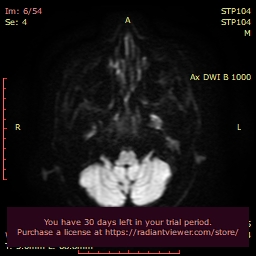 Im: 6/54
Se: 4
STP104
STP104
M
A
Ax DWI B 1000
R
L
You have 30 days left in your trial period.
Purchase a license at https://radiantviewer.com/store/